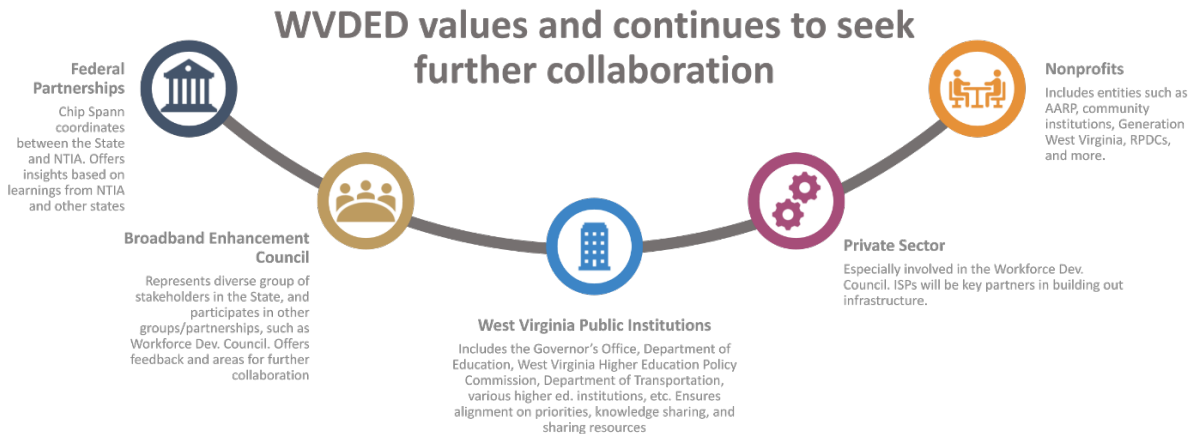 WVDED values and continues to seek
further collaboration
Federal
Partnerships
Chip Spann
coordinates
between the State
and NTIA. Offers
insights based on
learnings from NTIA
and other states
Broadband Enhancement
Council
Represents diverse group of
stakeholders in the State, and
participates in other
groups/partnerships, such as
Workforce Dev. Council. Offers
feedback and areas for further
collaboration
West Virginia Public Institutions
Includes the Governor's Office, Department of
Education, West Virginia Higher Education Policy
Commission, Department of Transportation,
various higher ed. institutions, etc. Ensures
alignment on priorities, knowledge sharing, and
sharing resources
Private Sector
Especially involved in the Workforce Dev.
Council. ISPs will be key partners in building out
infrastructure.
Nonprofits
Includes entities such as
AARP, community
institutions, Generation
West Virginia, RPDCs,
and more.